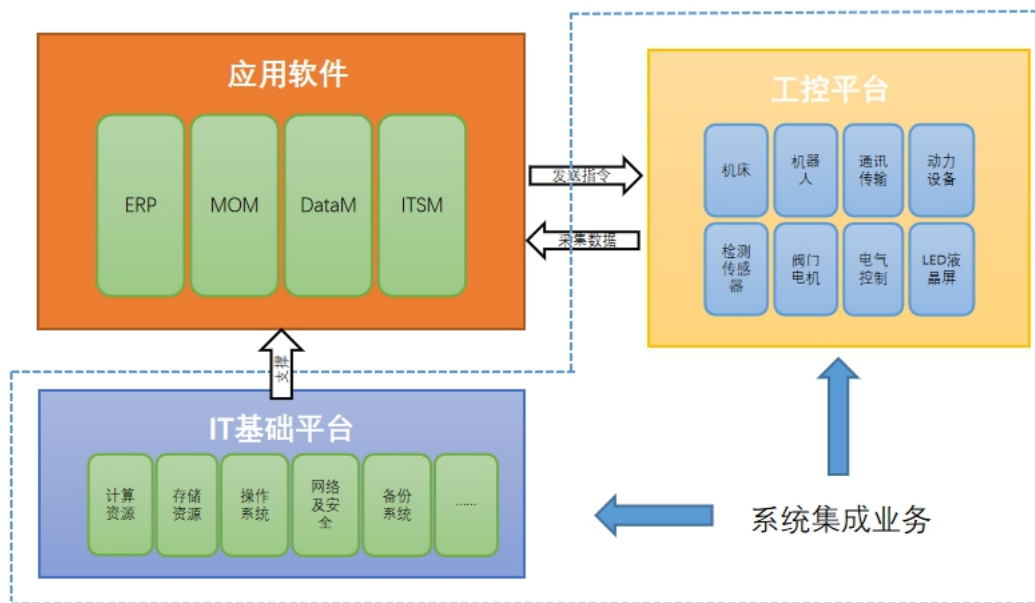 应用软件
ERP
MOM
DataM
ITSM
发送指令
采集数据
工控平台
机床
机器
人
通讯
传输
动力
设备
检测
传感
器
阀门
电机
电气
控制
LED液
晶屏
支撑
IT基础平台
计算
资源
存储
资源
操作
系统
网络
及安
全
备份
系统
......
系统集成业务